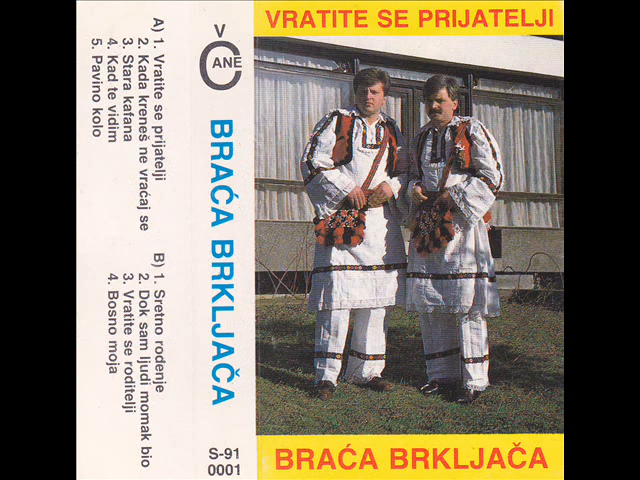 VRATITE SE PRIJATELJI
BRAĆA BRKLJAČA
V
CANE
BRAĆA BRKLJAČA
S-91
0001
A) 1. Vratite se prijatelji
2. Kada kreneš ne vraćaj se
3. Stara kafana
4. Kad te vidim
5. Pavino kolo
B) 1. Sretno rođenje
2. Dok sam ljudi momak bio
3. Vratite se roditelji
4. Bosno moja